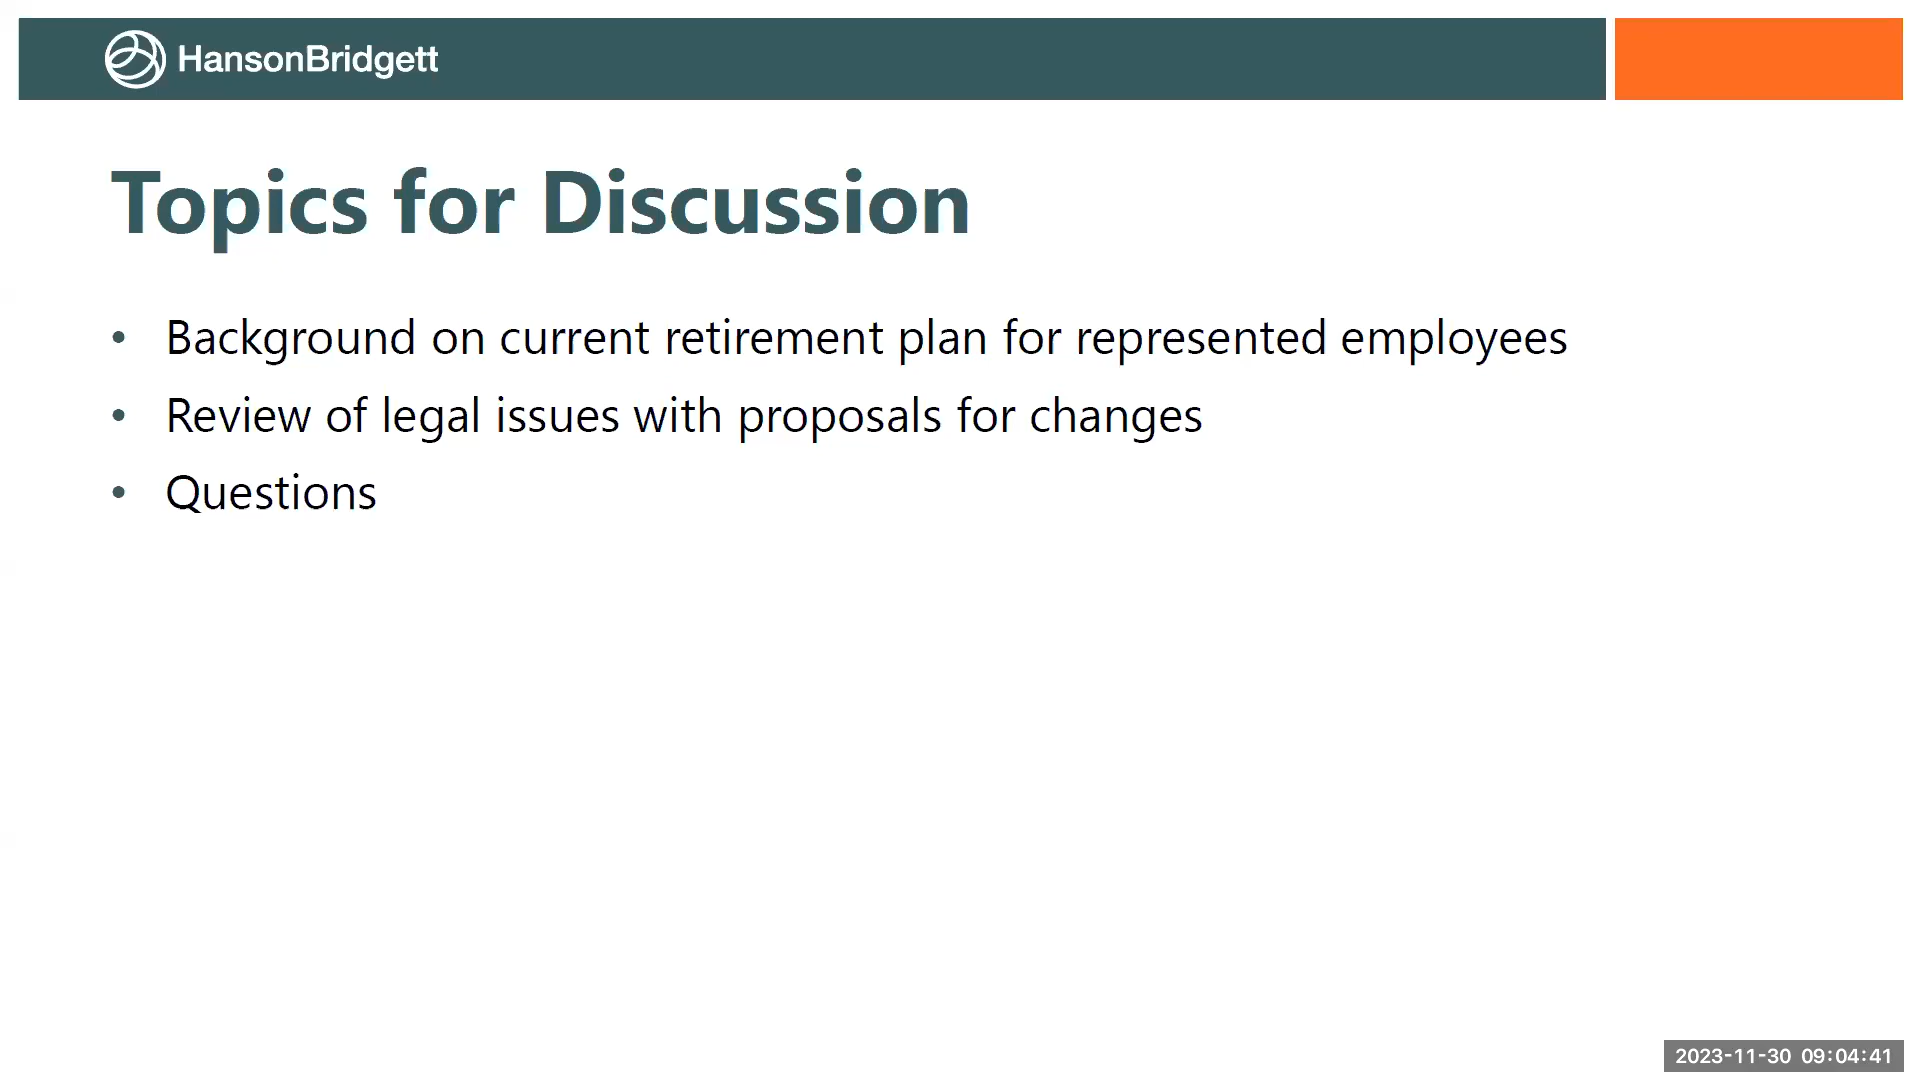 HansonBridgett
Topics for Discussion
• Background on current retirement plan for represented employees
• Review of legal issues with proposals for changes
• Questions
2023-11-30 09:04:41